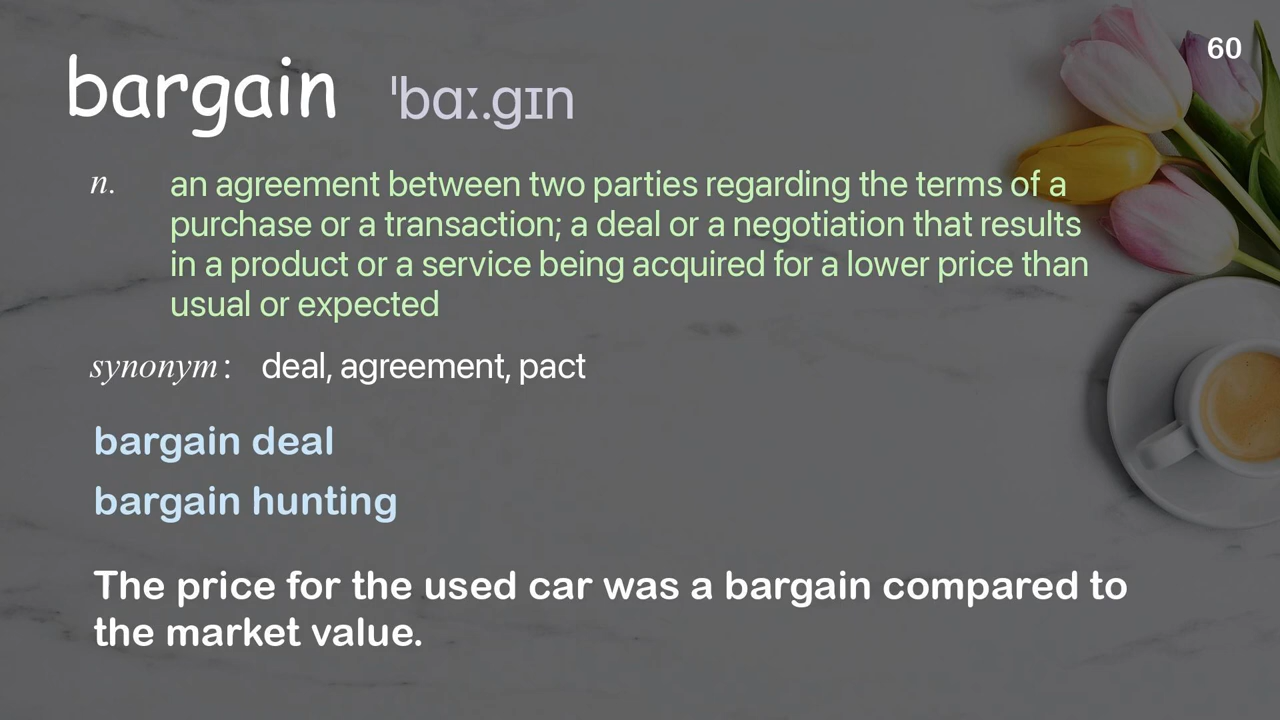 60
bargain ˈbɑː.ɡɪn
n. an agreement between two parties regarding the terms of a
purchase or a transaction; a deal or a negotiation that results
in a product or a service being acquired for a lower price than
usual or expected
synonym: deal, agreement, pact
bargain deal
bargain hunting
The price for the used car was a bargain compared to
the market value.